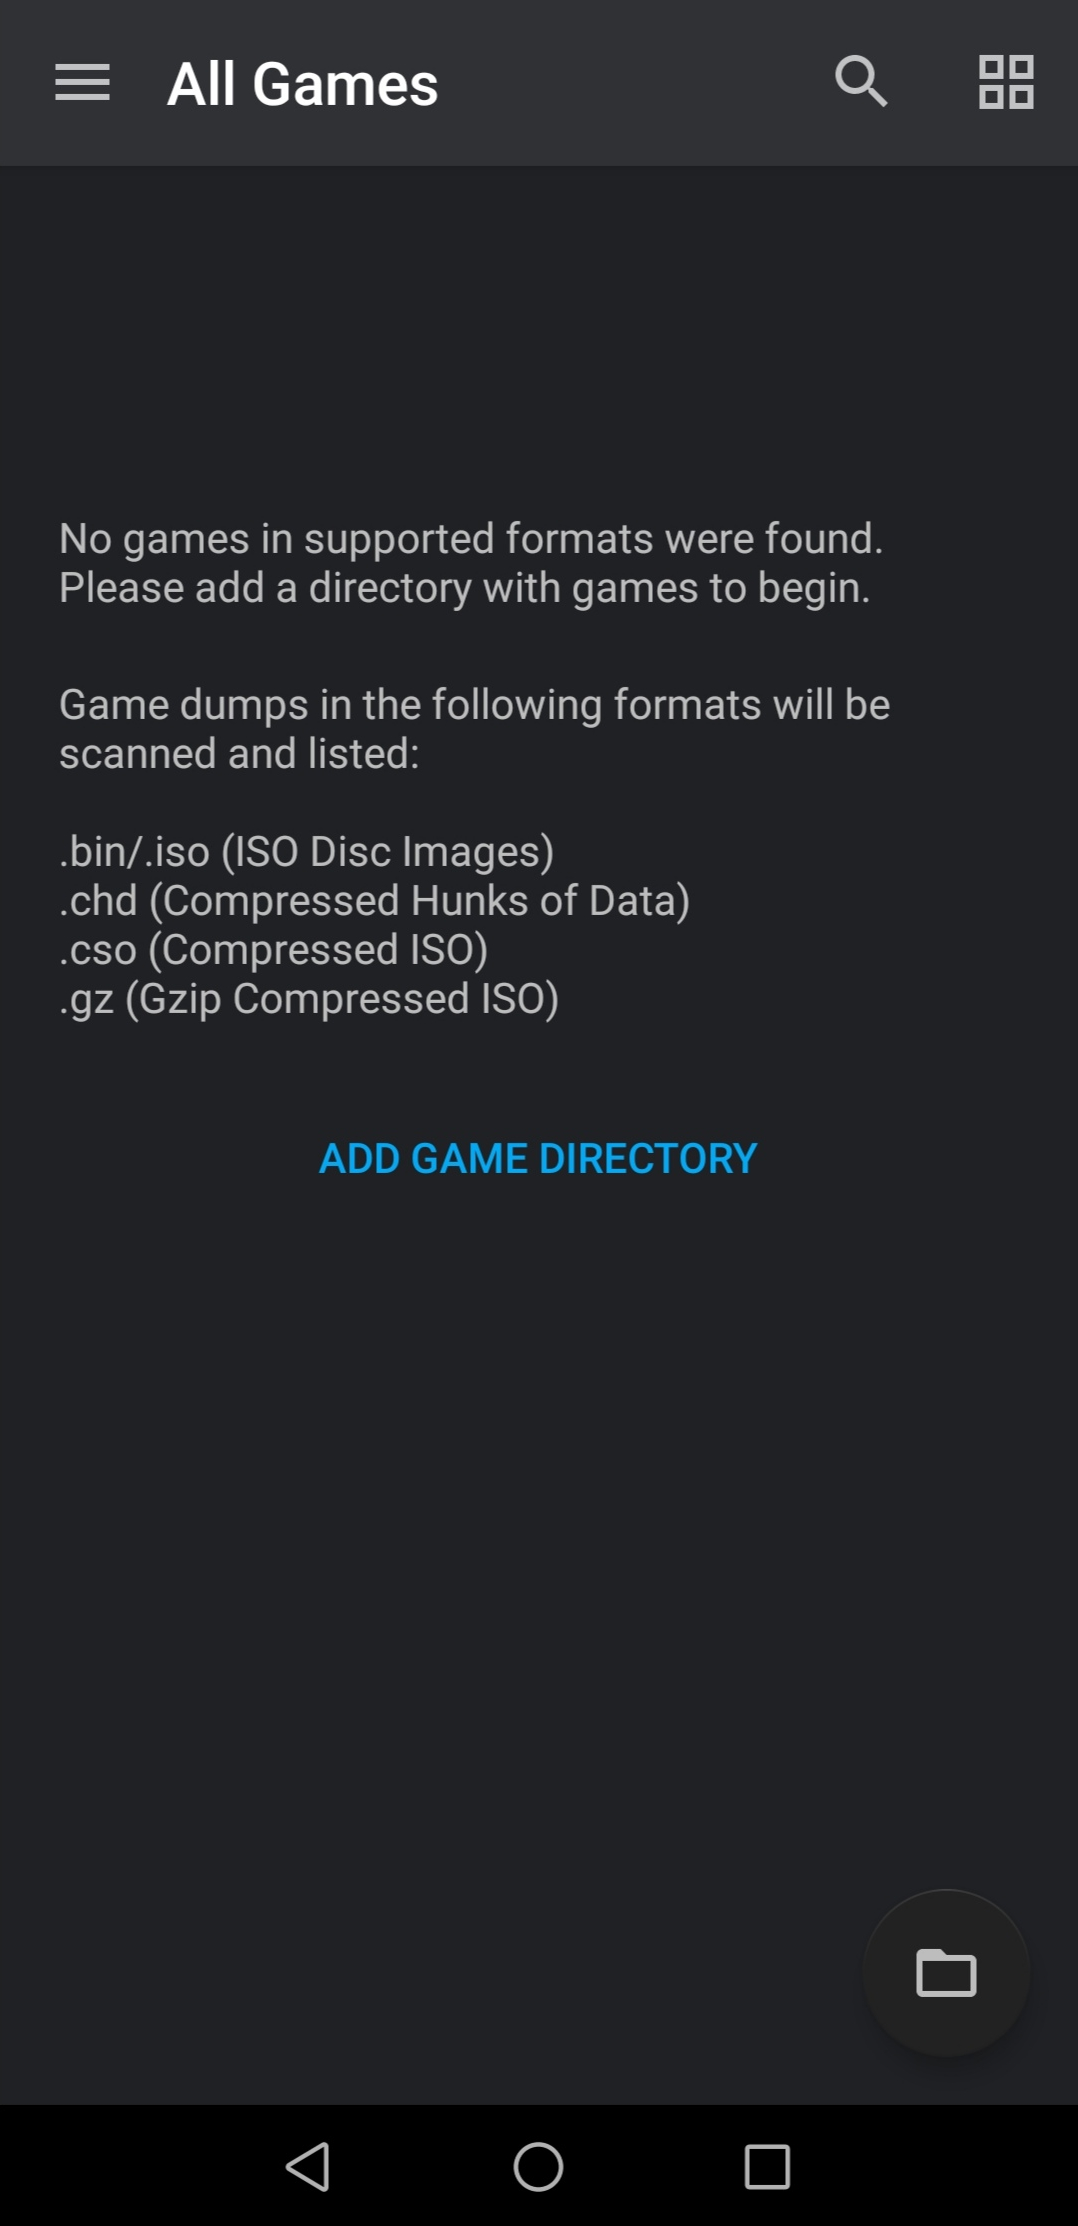 All Games
No games in supported formats were found.
Please add a directory with games to begin.
Game dumps in the following formats will be
scanned and listed:
.bin/.iso (ISO Disc Images)
.chd (Compressed Hunks of Data)
.cso (Compressed ISO)
.gz (Gzip Compressed ISO)
ADD GAME DIRECTORY